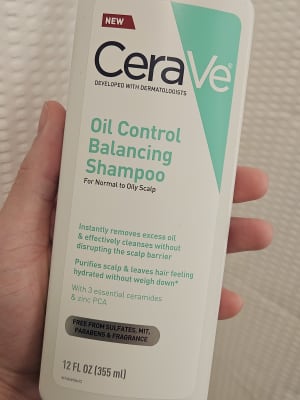 NEW
CeraVe®
DEVELOPED WITH DERMATOLOGISTS
Oil Control
Balancing
Shampoo
For Normal to Oily Scalp
Instantly removes excess oil
& effectively cleanses without
disrupting the scalp barrier
Purifies scalp & leaves hair feeling
hydrated without weigh down*
With 3 essential ceramides
& zinc PCA
FREE FROM SULFATES, MIT,
PARABENS & FRAGRANCE
12 FL OZ (355 ml)